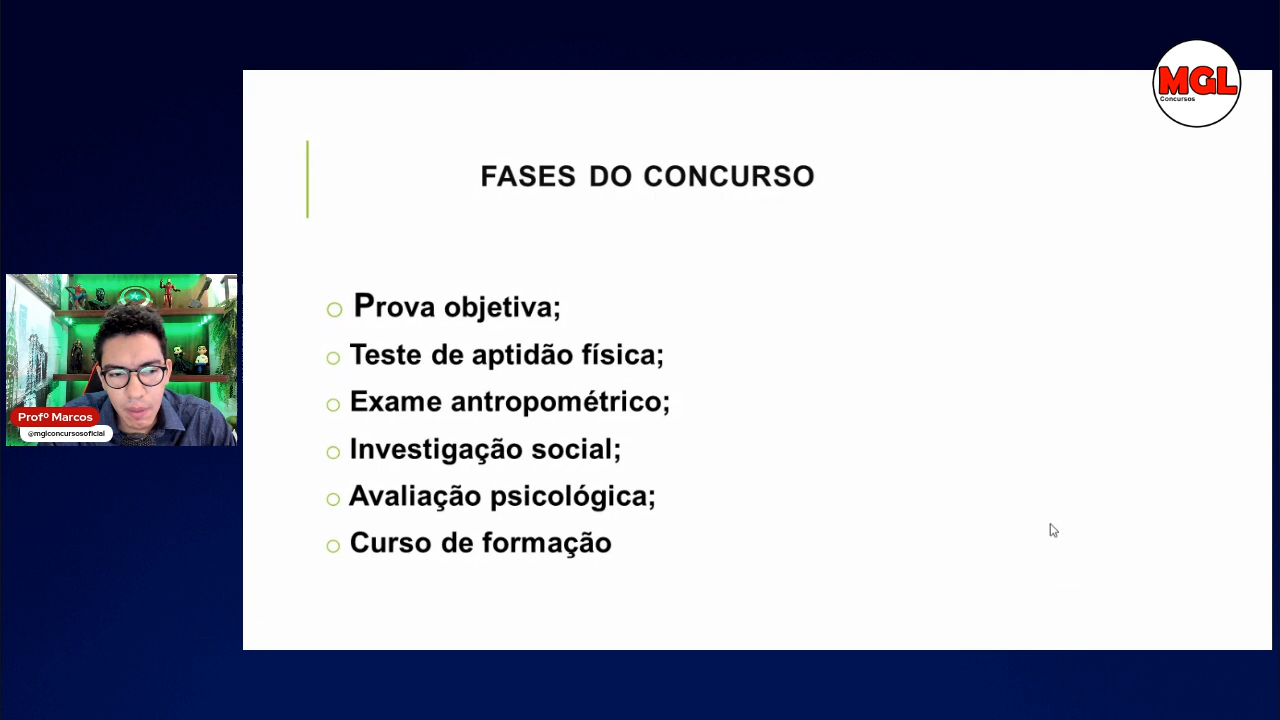 MGL
Concursos
FASES DO CONCURSO
Prova objetiva;
Teste de aptidão física;
Exame antropométrico;
Investigação social;
Avaliação psicológica;
Curso de formação
Profº Marcos
@mglconcursosoficial